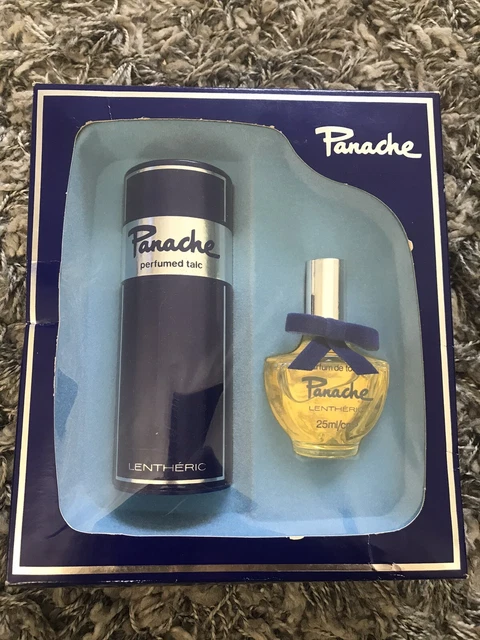 Panache
Panache
perfumed talc
LENTHÉRIC
Panache
LENTHÉRIC
25ml/